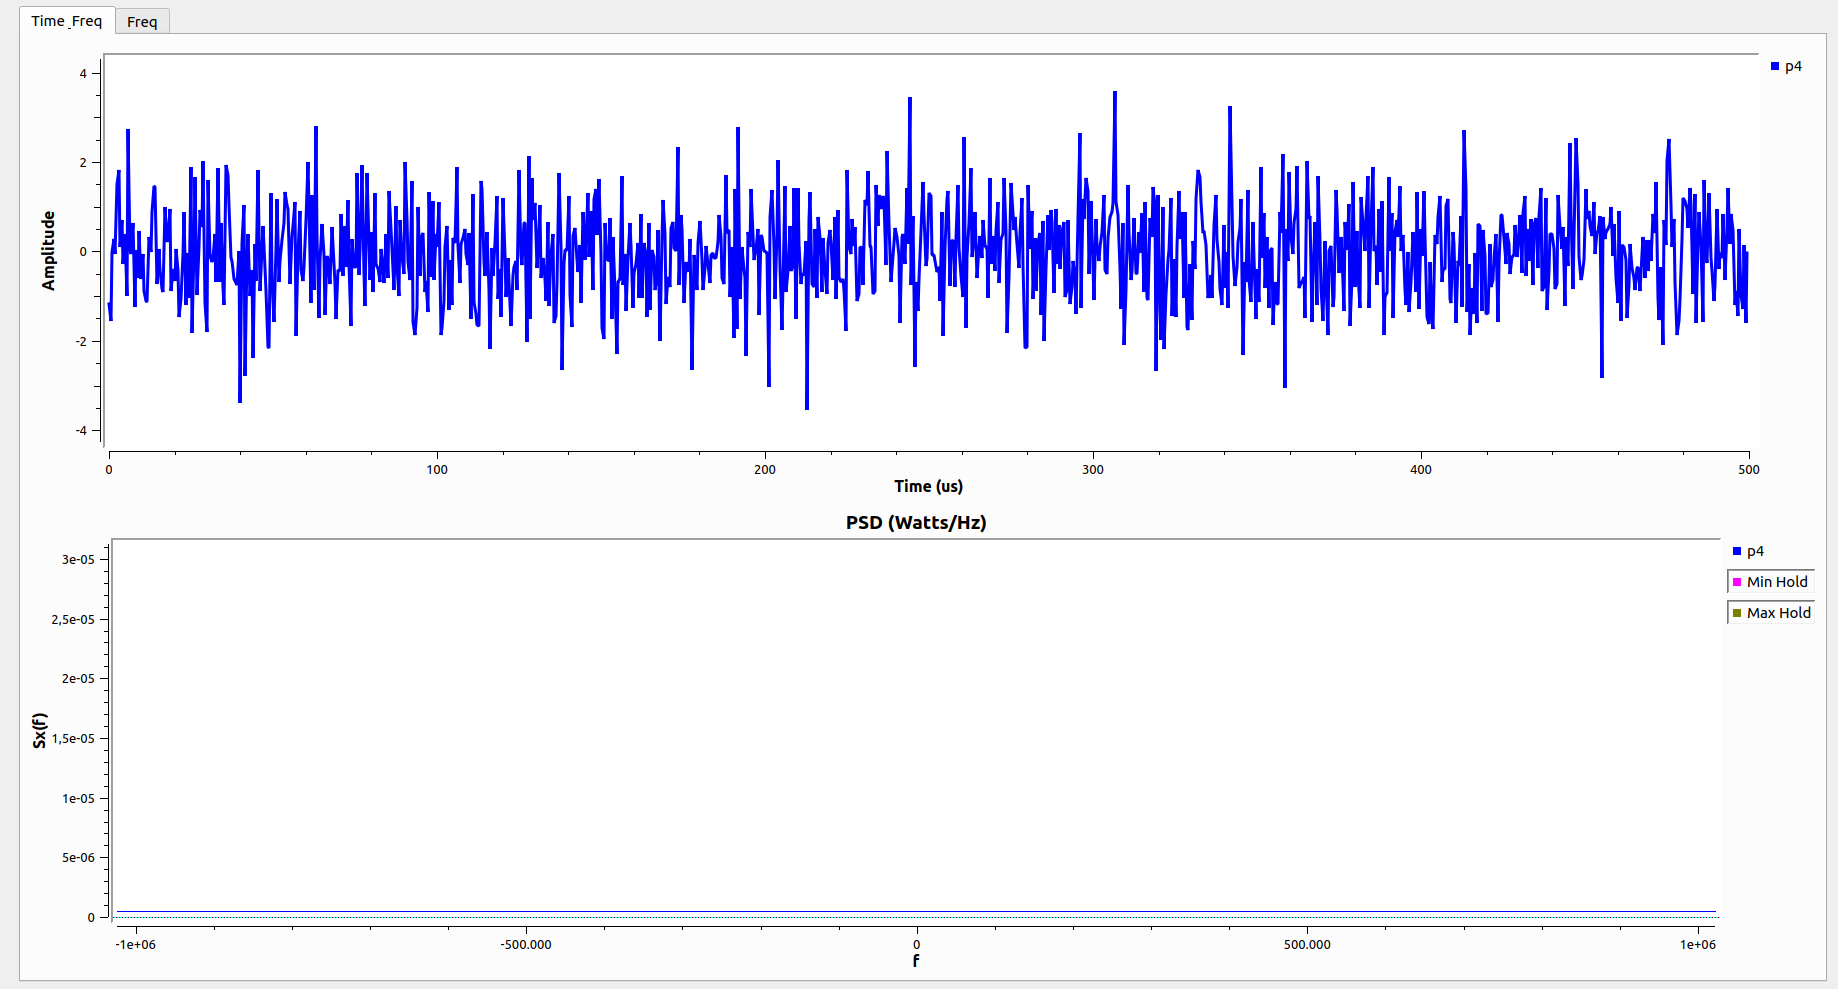 Time_Freq
Freq
p4
Amplitude
4
2
0
-2
-4
0 100 200 300 400 500
Time (us)
PSD (Watts/Hz)
p4
Min Hold
Max Hold
Sx(f)
3e-05
2,5e-05
2e-05
1,5e-05
1e-05
5e-06
0
-1e+06 -500.000 0 500.000 1e+06
f